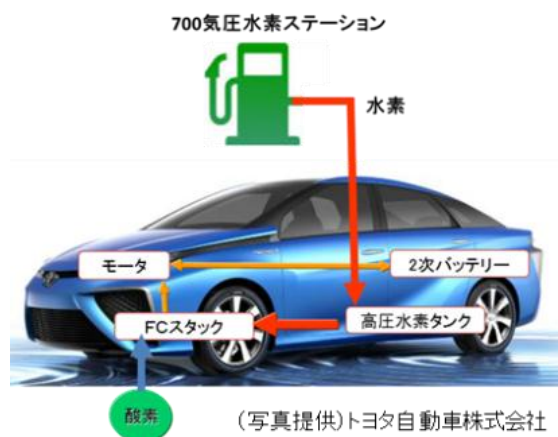 700気圧水素ステーション
水素
モータ
2次バッテリー
FCスタック
高圧水素タンク
酸素
(写真提供)トヨタ自動車株式会社